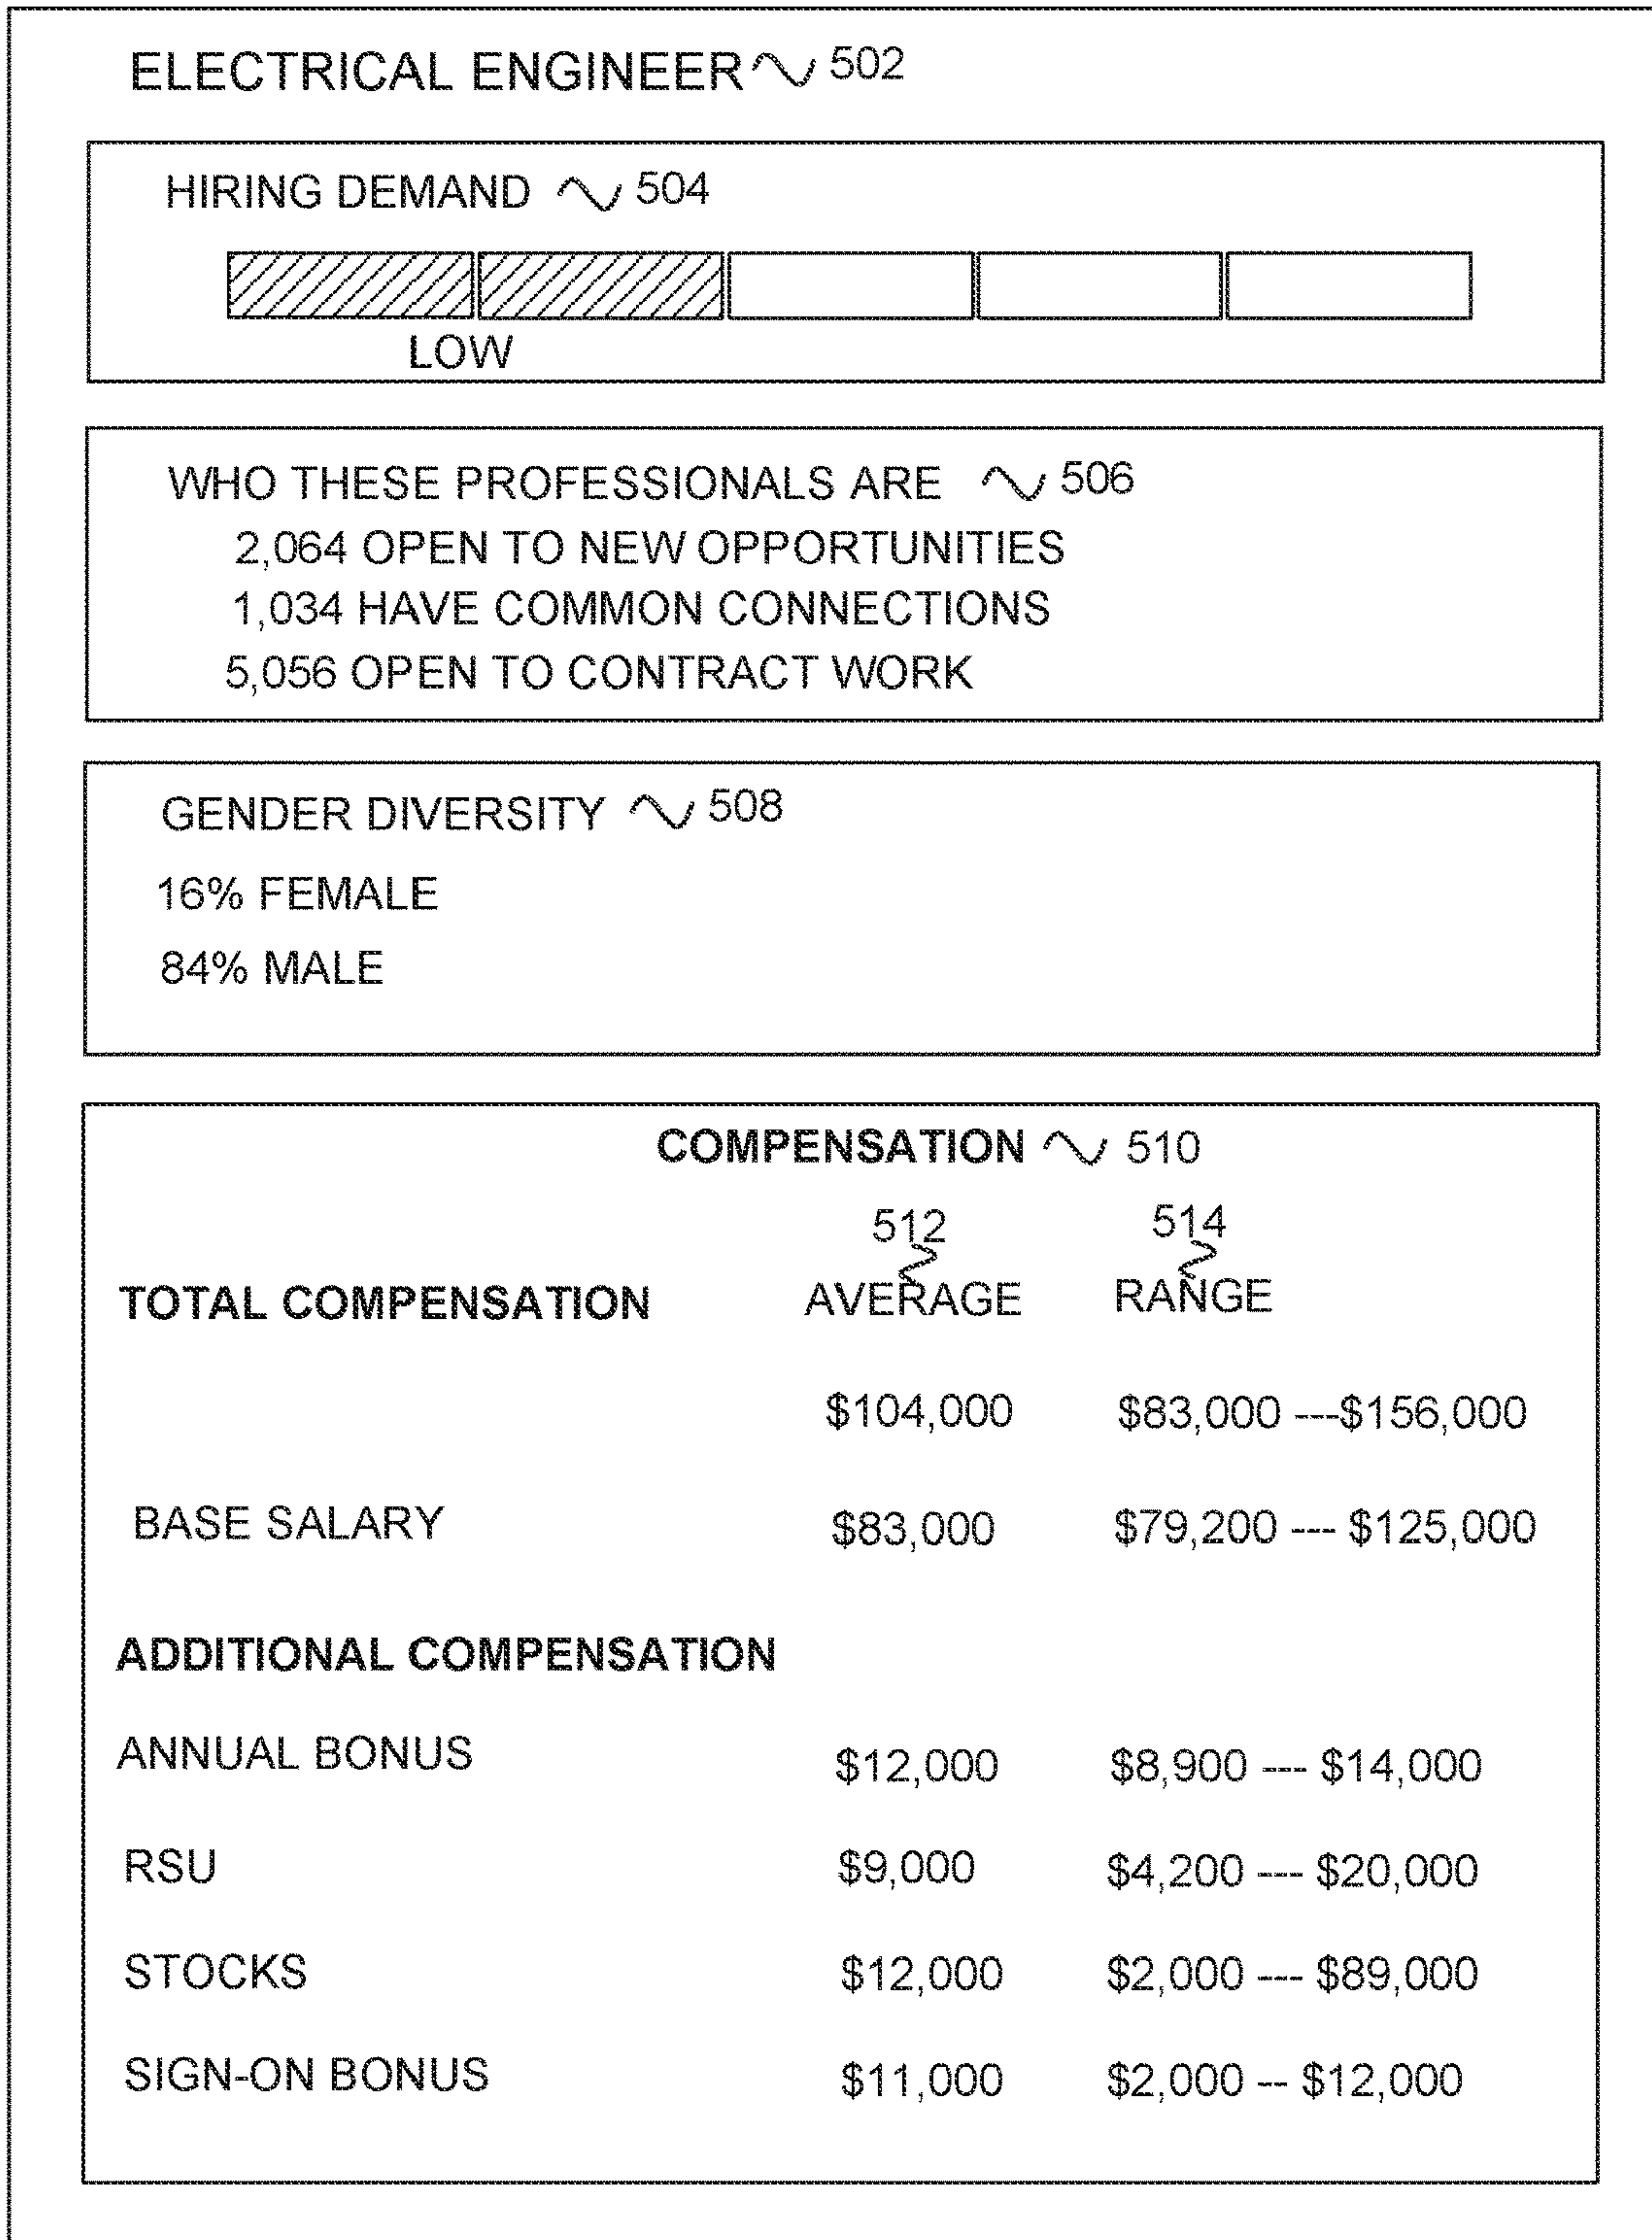 ELECTRICAL ENGINEER 502
HIRING DEMAND 504
LOW
WHO THESE PROFESSIONALS ARE 506
2,064 OPEN TO NEW OPPORTUNITIES
1,034 HAVE COMMON CONNECTIONS
5,056 OPEN TO CONTRACT WORK
GENDER DIVERSITY 508
16% FEMALE
84% MALE
COMPENSATION 510
512 514
TOTAL COMPENSATION AVERAGE RANGE
$104,000 $83,000 ---$156,000
BASE SALARY $83,000 $79,200 --- $125,000
ADDITIONAL COMPENSATION
ANNUAL BONUS $12,000 $8,900 --- $14,000
RSU $9,000 $4,200 --- $20,000
STOCKS $12,000 $2,000 --- $89,000
SIGN-ON BONUS $11,000 $2,000 -- $12,000